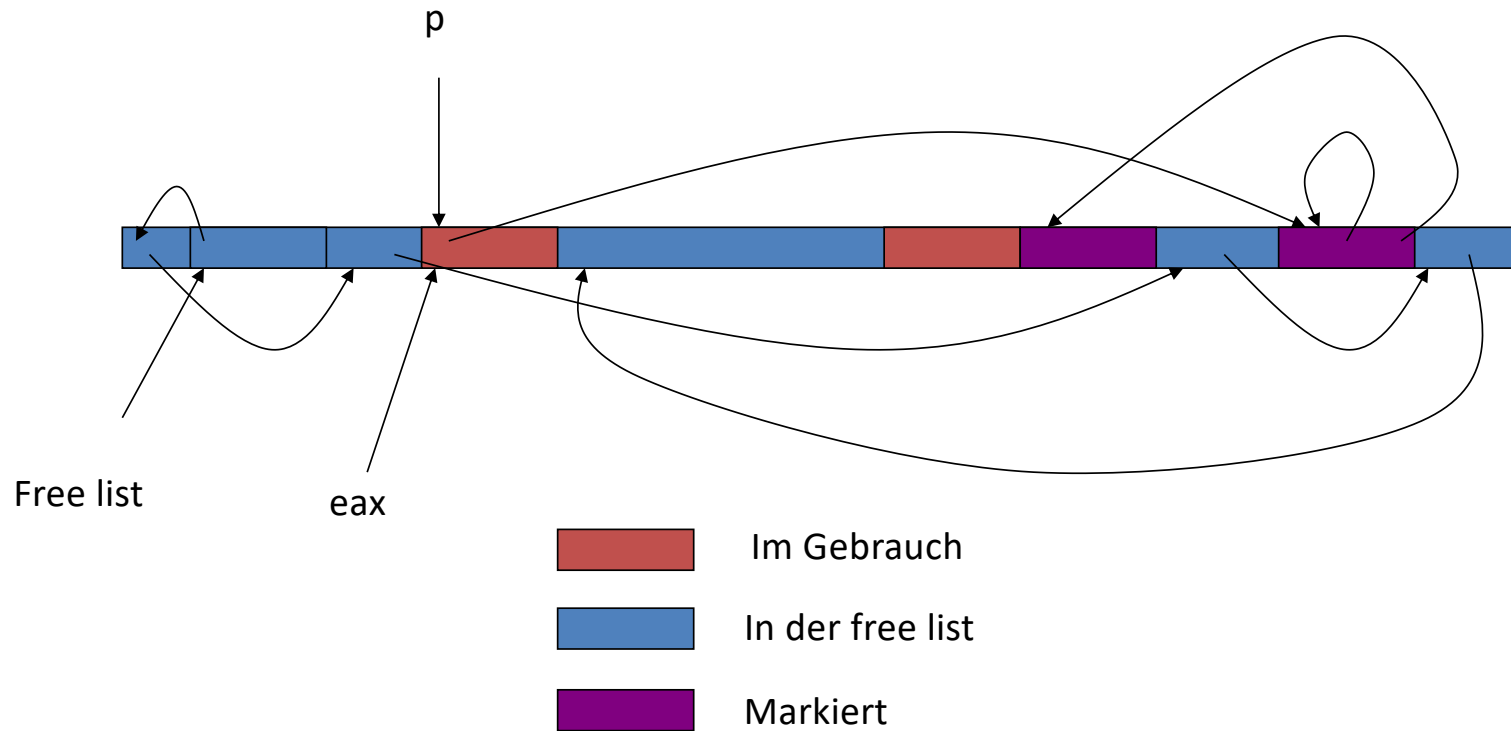 p
Free list
eax
Im Gebrauch
In der free list
Markiert